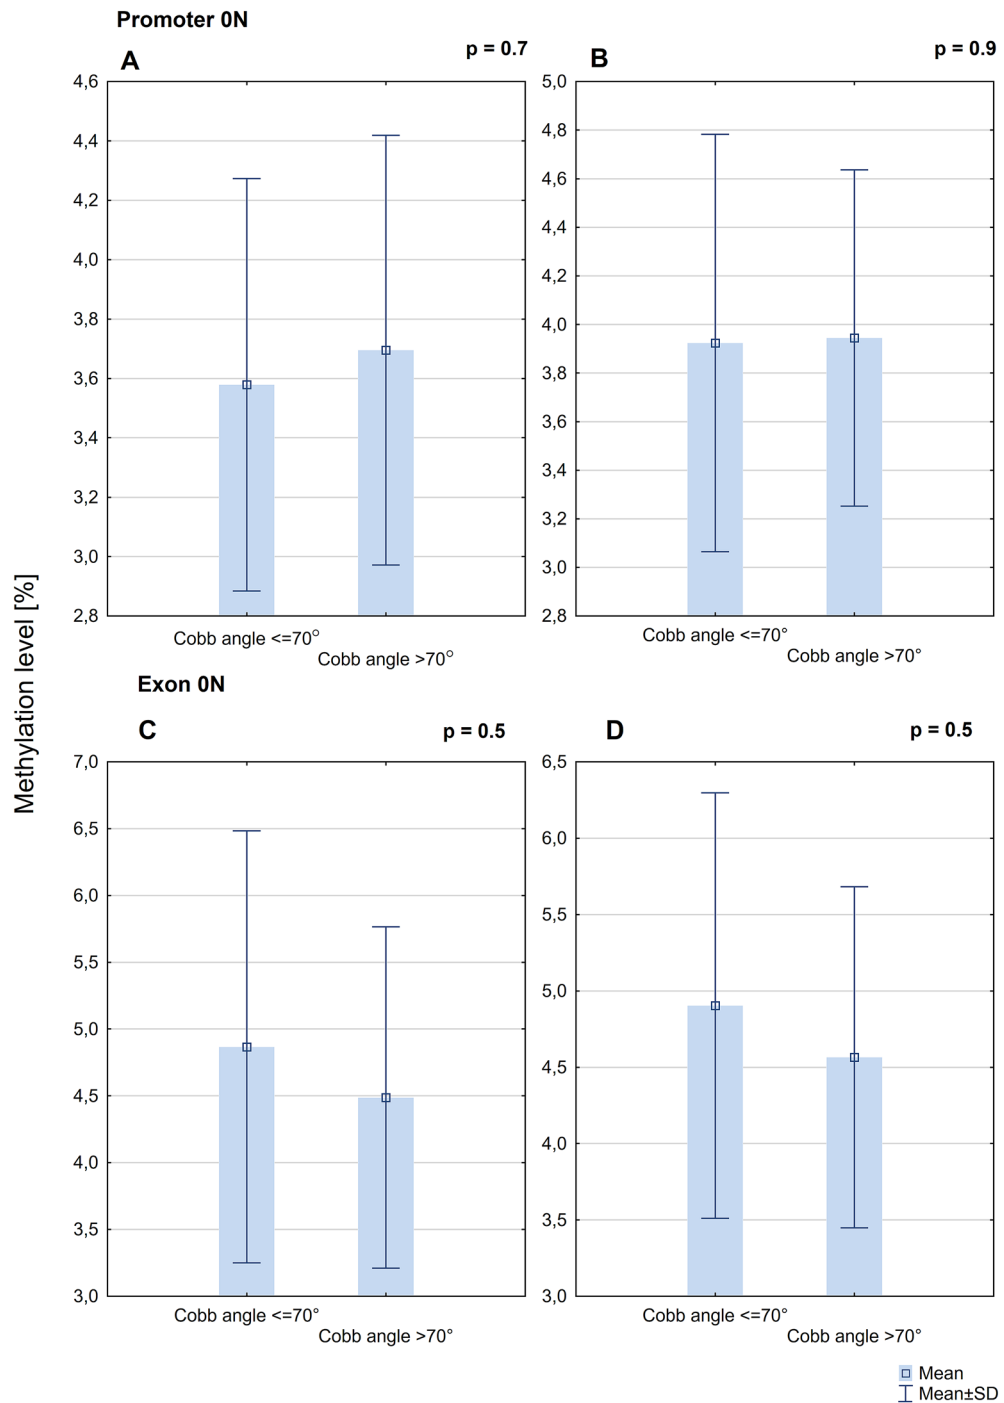 Promoter 0N
A
p = 0.7
B
p = 0.9
4,6
4,4
4,2
4,0
3,8
3,6
3,4
3,2
3,0
2,8
5,0
4,8
4,6
4,4
4,2
4,0
3,8
3,6
3,4
3,2
3,0
2,8
Cobb angle <=70°
Cobb angle >70°
Cobb angle <=70°
Cobb angle >70°
Methylation level [%]
Exon 0N
C
p = 0.5
D
p = 0.5
7,0
6,5
6,0
5,5
5,0
4,5
4,0
3,5
3,0
6,5
6,0
5,5
5,0
4,5
4,0
3,5
3,0
Cobb angle <=70°
Cobb angle >70°
Cobb angle <=70°
Cobb angle >70°
Mean
Mean±SD